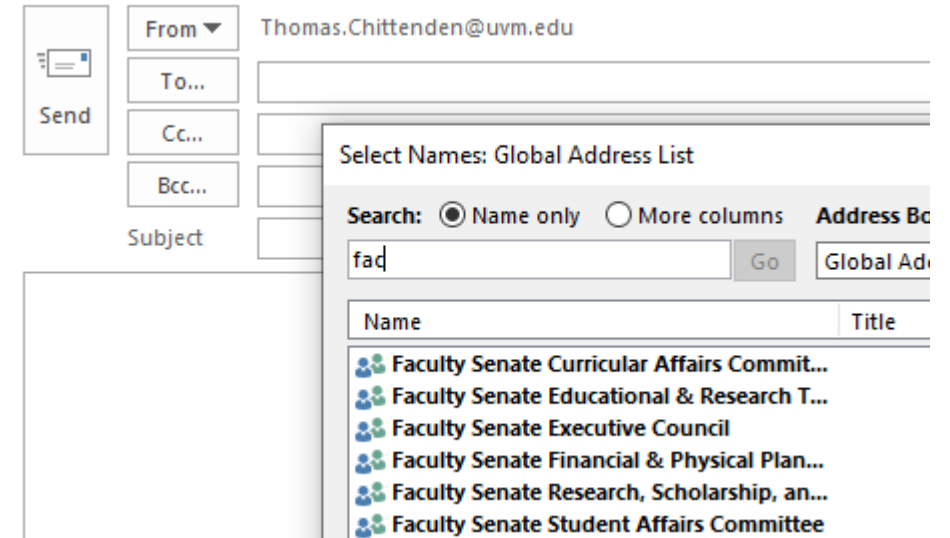 From Thomas.Chittenden@uvm.edu
To...
Send
Cc...
Select Names: Global Address List
Bcc...
Search: Name only More columns Address Bo
Subject
fac Go Global Add
Name Title
Faculty Senate Curricular Affairs Commit...
Faculty Senate Educational & Research T...
Faculty Senate Executive Council
Faculty Senate Financial & Physical Plan...
Faculty Senate Research, Scholarship, an...
Faculty Senate Student Affairs Committee